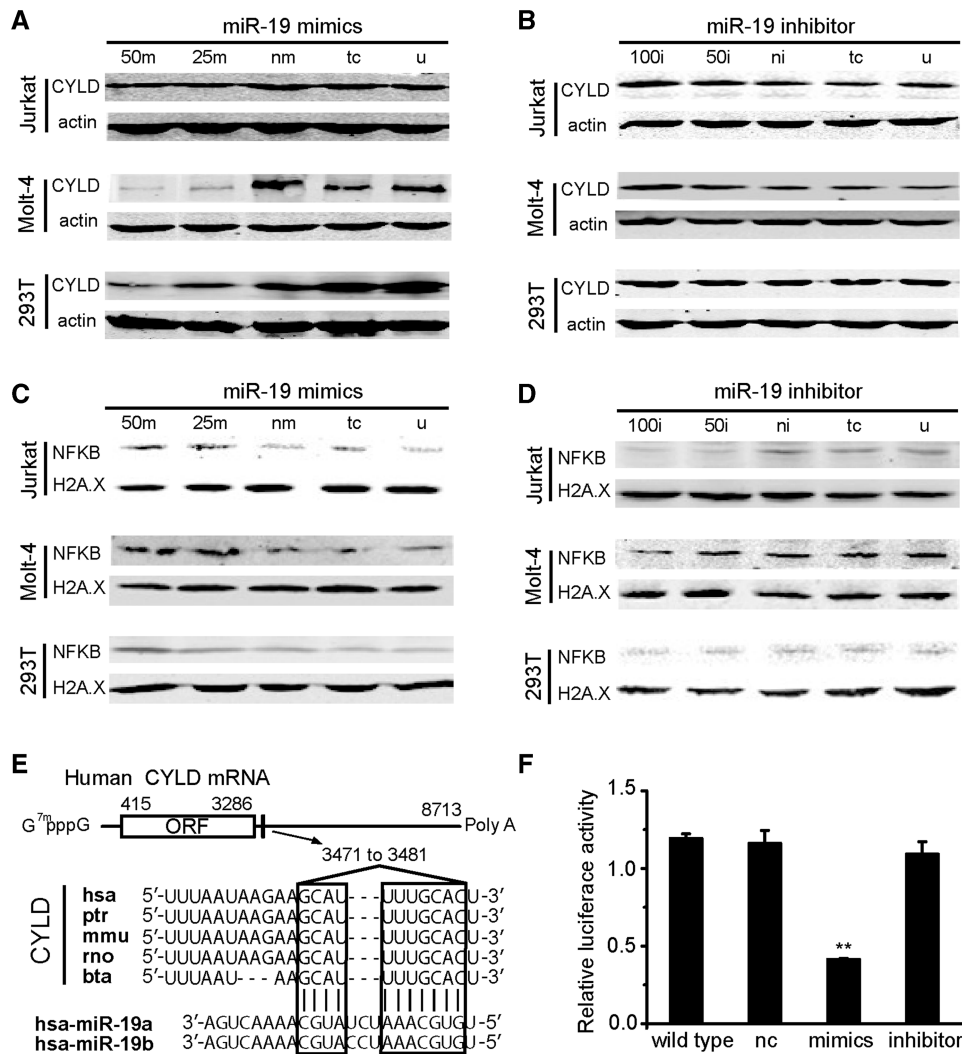 A
miR-19 mimics
50m 25m nm tc u
Jurkat
CYLD
actin
Molt-4
CYLD
actin
293T
CYLD
actin
B
miR-19 inhibitor
100i 50i ni tc u
Jurkat
CYLD
actin
Molt-4
CYLD
actin
293T
CYLD
actin
C
miR-19 mimics
50m 25m nm tc u
Jurkat
NFKB
H2A.X
Molt-4
NFKB
H2A.X
293T
NFKB
H2A.X
D
miR-19 inhibitor
100i 50i ni tc u
Jurkat
NFKB
H2A.X
Molt-4
NFKB
H2A.X
293T
NFKB
H2A.X
E
Human CYLD mRNA
415 3286 8713
G7mpppG ORF Poly A
3471 to 3481
CYLD
hsa 5′-UUUAAUAAGAAGCAU---UUUGCACU-3′
ptr 5′-UUUAAUAAGAAGCAU---UUUGCACU-3′
mmu 5′-UUUAAUAAGAAGCAU---UUUGCACU-3′
rno 5′-UUUAAUAAGAAGCAU---UUUGCACU-3′
bta 5′-UUUAAU---AAGCAU---UUUGCACU-3′
hsa-miR-19a 3′-AGUCAAAACGUAUCUAAACGUGU-5′
hsa-miR-19b 3′-AGUCAAAACGUACCUAAACGUGU-5′
F
Relative luciferace activity
1.5
1.0
0.5
0.0
**
wild type nc mimics inhibitor